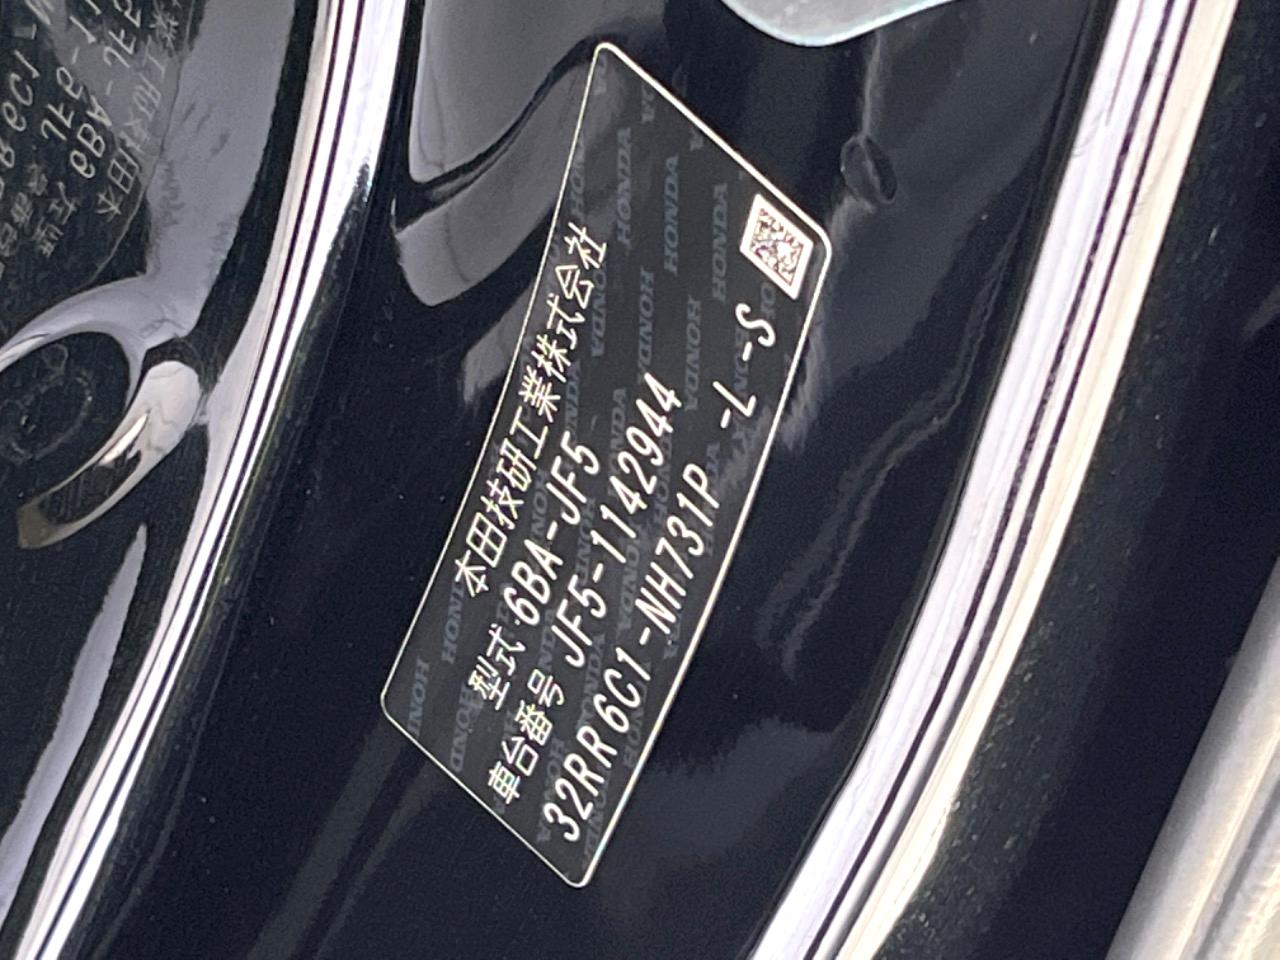 本田技研工業株式会社
型式 6BA-JF5
車台番号 JF5-1142944
32RR6C1-NH731P -L -S